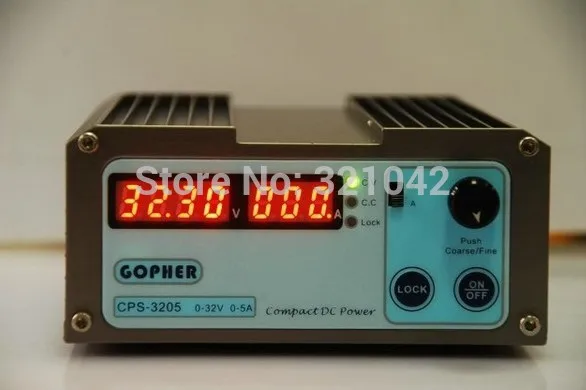 Store No: 321042
32.30 V 000. A
C.V
C.C
Lock
A
Push
Coarse/Fine
GOPHER
LOCK
ON
OFF
CPS-3205 0-32V 0-5A
Compact DC Power